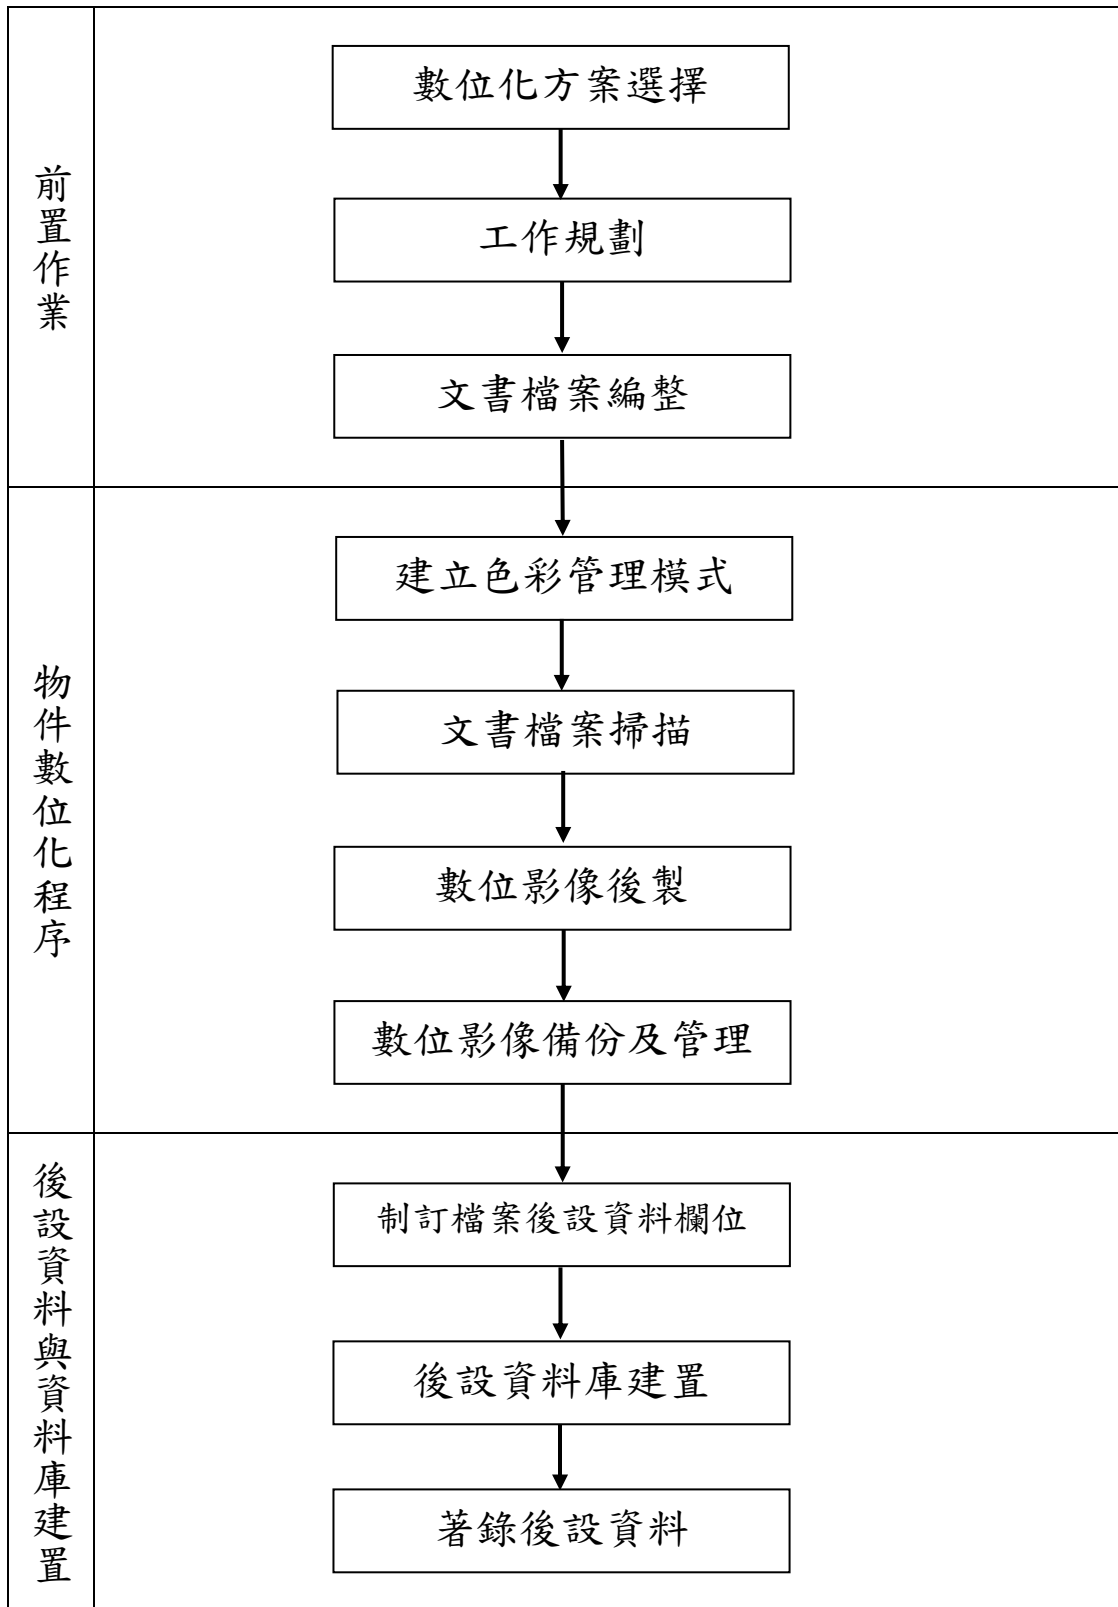 前置作業
數位化方案選擇
工作規劃
文書檔案編整
物件數位化程序
建立色彩管理模式
文書檔案掃描
數位影像後製
數位影像備份及管理
後設資料與資料庫建置
制訂檔案後設資料欄位
後設資料庫建置
著錄後設資料